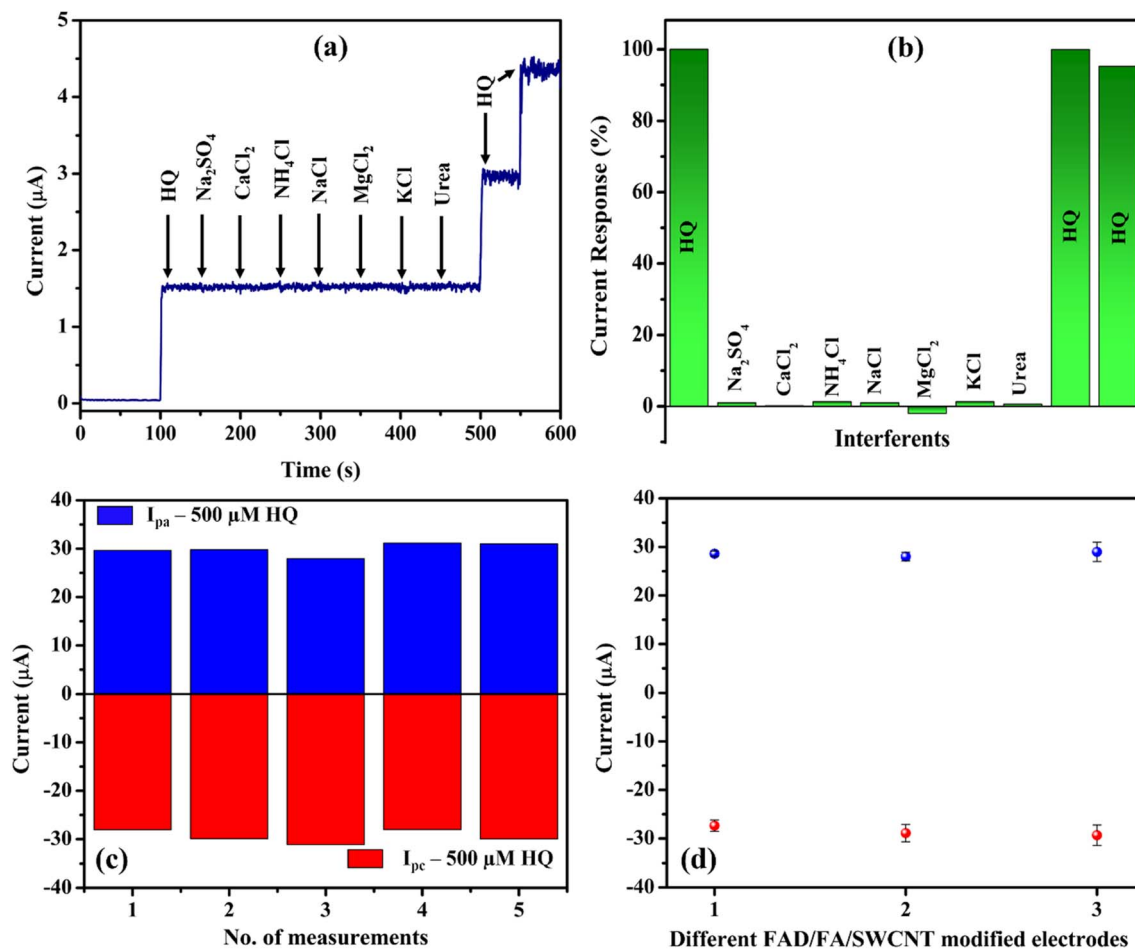 (a)
Current (µA)
5
4
3
2
1
0
HQ
Na₂SO₄
CaCl₂
NH₄Cl
NaCl
MgCl₂
KCl
Urea
HQ
0 100 200 300 400 500 600
Time (s)
(b)
Current Response (%)
100
80
60
40
20
0
HQ
Na₂SO₄
CaCl₂
NH₄Cl
NaCl
MgCl₂
KCl
Urea
HQ
HQ
Interferents
Current (µA)
40
30
20
10
0
-10
-20
-30
-40
Iₚₐ – 500 µM HQ
(c)
Iₚc – 500 µM HQ
1 2 3 4 5
No. of measurements
Current (µA)
40
30
20
10
0
-10
-20
-30
-40
(d)
1 2 3
Different FAD/FA/SWCNT modified electrodes